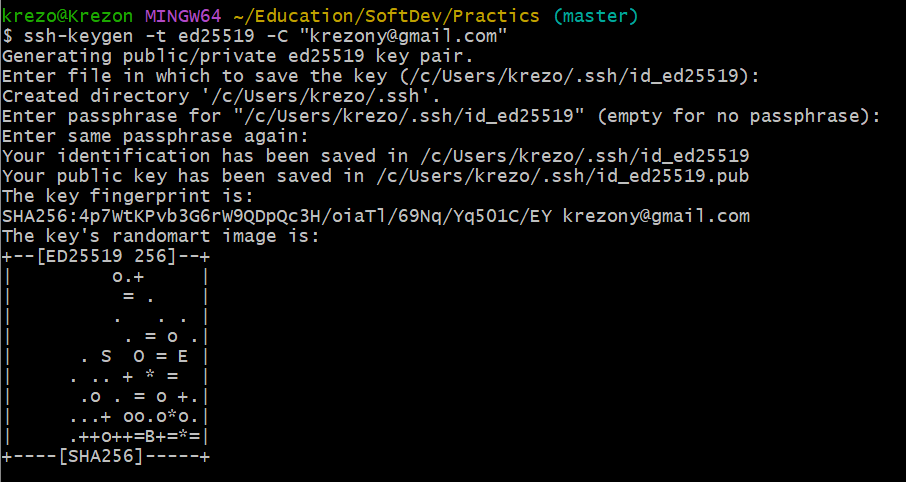 krezo@Krezon MINGW64 ~/Education/SoftDev/Practics (master)
$ ssh-keygen -t ed25519 -C "krezony@gmail.com"
Generating public/private ed25519 key pair.
Enter file in which to save the key (/c/Users/krezo/.ssh/id_ed25519):
Created directory '/c/Users/krezo/.ssh'.
Enter passphrase for "/c/Users/krezo/.ssh/id_ed25519" (empty for no passphrase):
Enter same passphrase again:
Your identification has been saved in /c/Users/krezo/.ssh/id_ed25519
Your public key has been saved in /c/Users/krezo/.ssh/id_ed25519.pub
The key fingerprint is:
SHA256:4p7WtKPvb3G6rW9QDpQc3H/oiaTl/69Nq/Yq501C/EY krezony@gmail.com
The key's randomart image is:
+--[ED25519 256]--+
|          o.+      |
|           = .     |
|          .   . . |
|           . = o .|
|       . S  O = E |
|      . .. + * =  |
|       .o . = o +.|
|      ...+ oo.o*o.|
|      .++o++=B+=*=|
+----[SHA256]-----+